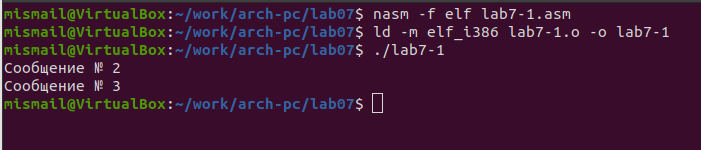 mismail@VirtualBox:~/work/arch-pc/lab07$ nasm -f elf lab7-1.asm
mismail@VirtualBox:~/work/arch-pc/lab07$ ld -m elf_i386 lab7-1.o -o lab7-1
mismail@VirtualBox:~/work/arch-pc/lab07$ ./lab7-1
Сообщение № 2
Сообщение № 3
mismail@VirtualBox:~/work/arch-pc/lab07$